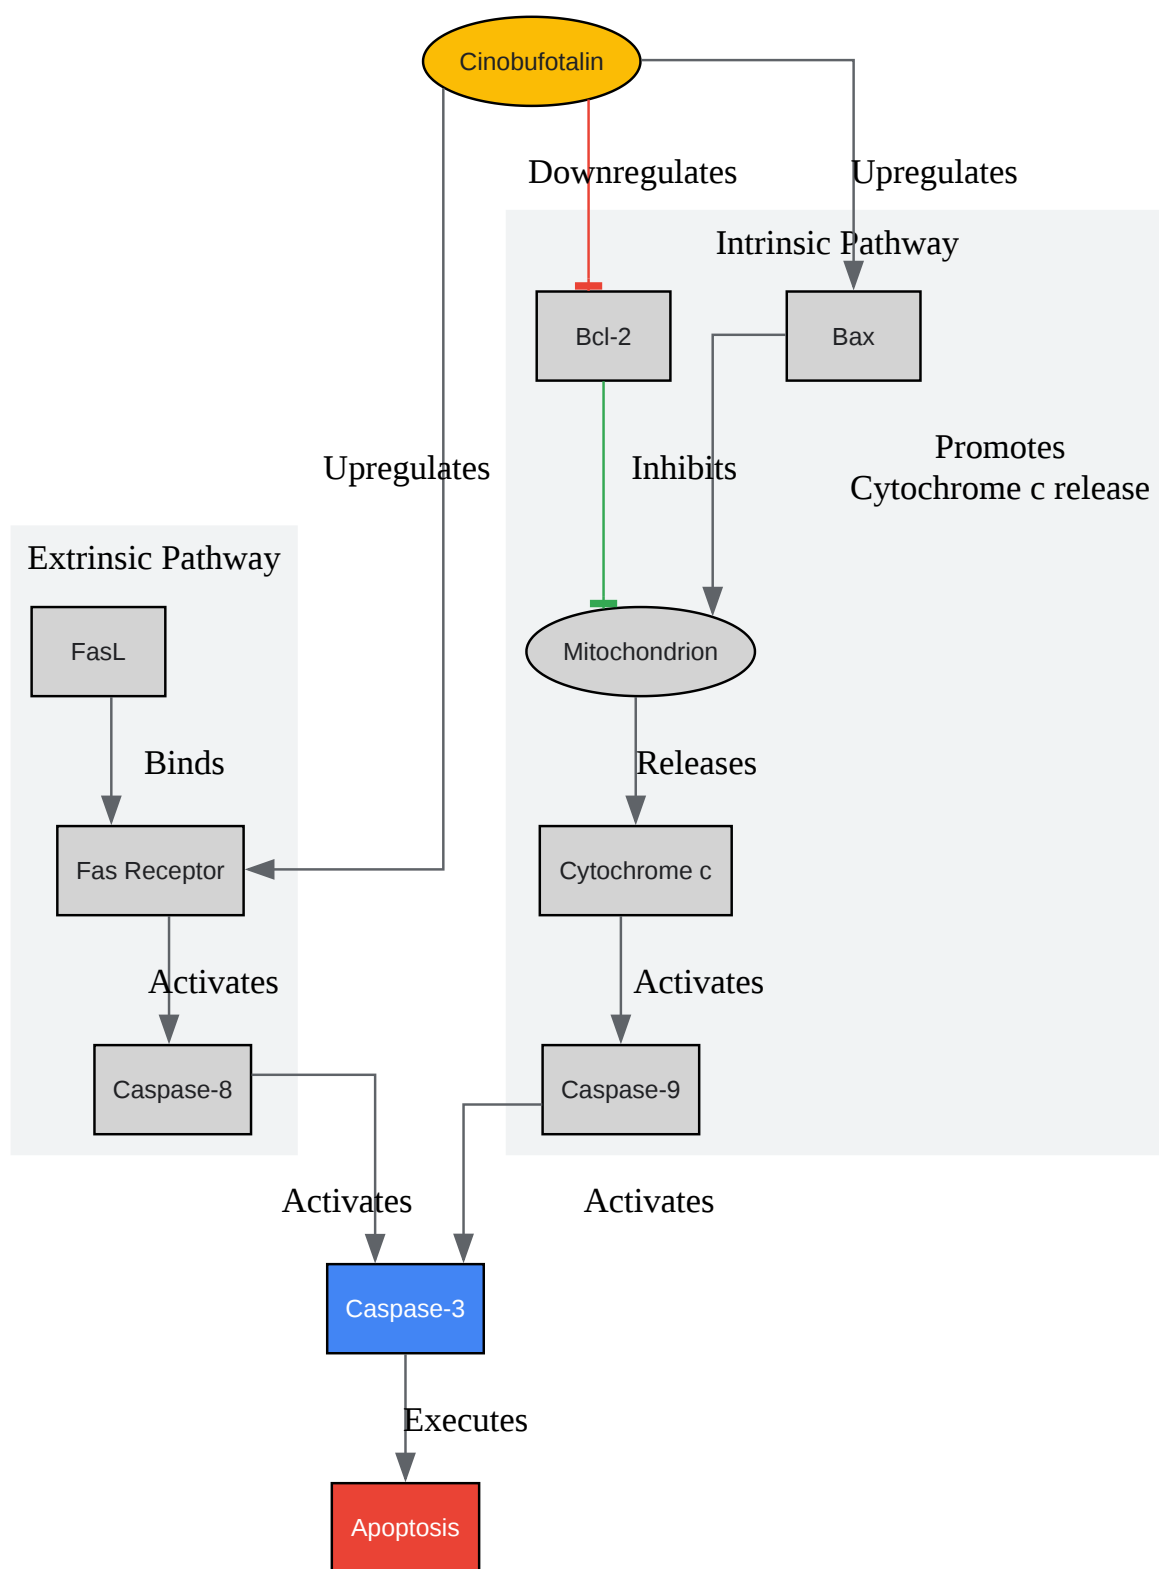 Cinobufotalin
Downregulates
Upregulates
Intrinsic Pathway
Bcl-2
Bax
Upregulates
Inhibits
Promotes
Cytochrome c release
Extrinsic Pathway
FasL
Mitochondrion
Binds
Releases
Fas Receptor
Cytochrome c
Activates
Activates
Caspase-8
Caspase-9
Activates
Activates
Caspase-3
Executes
Apoptosis